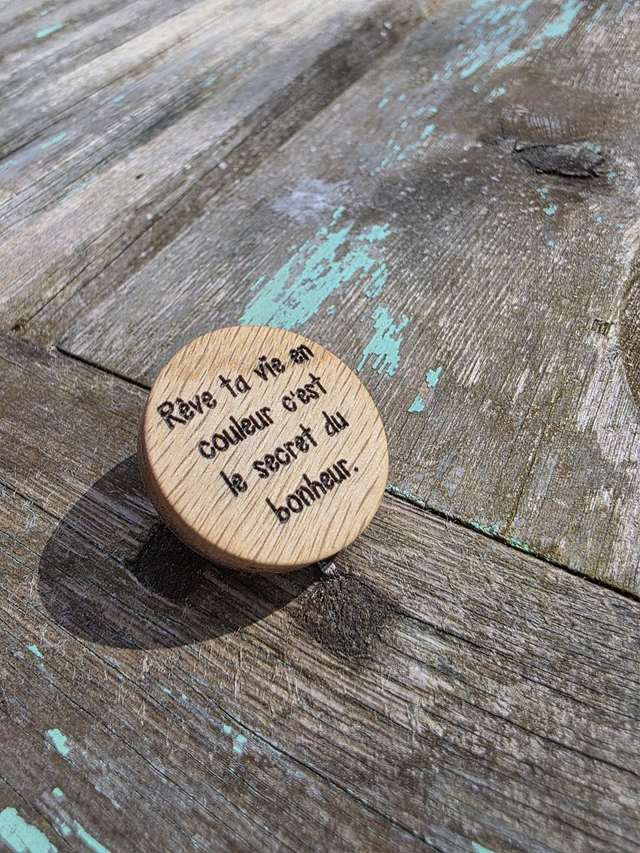 Rêve ta vie en
couleur c'est
le secret du
bonheur.